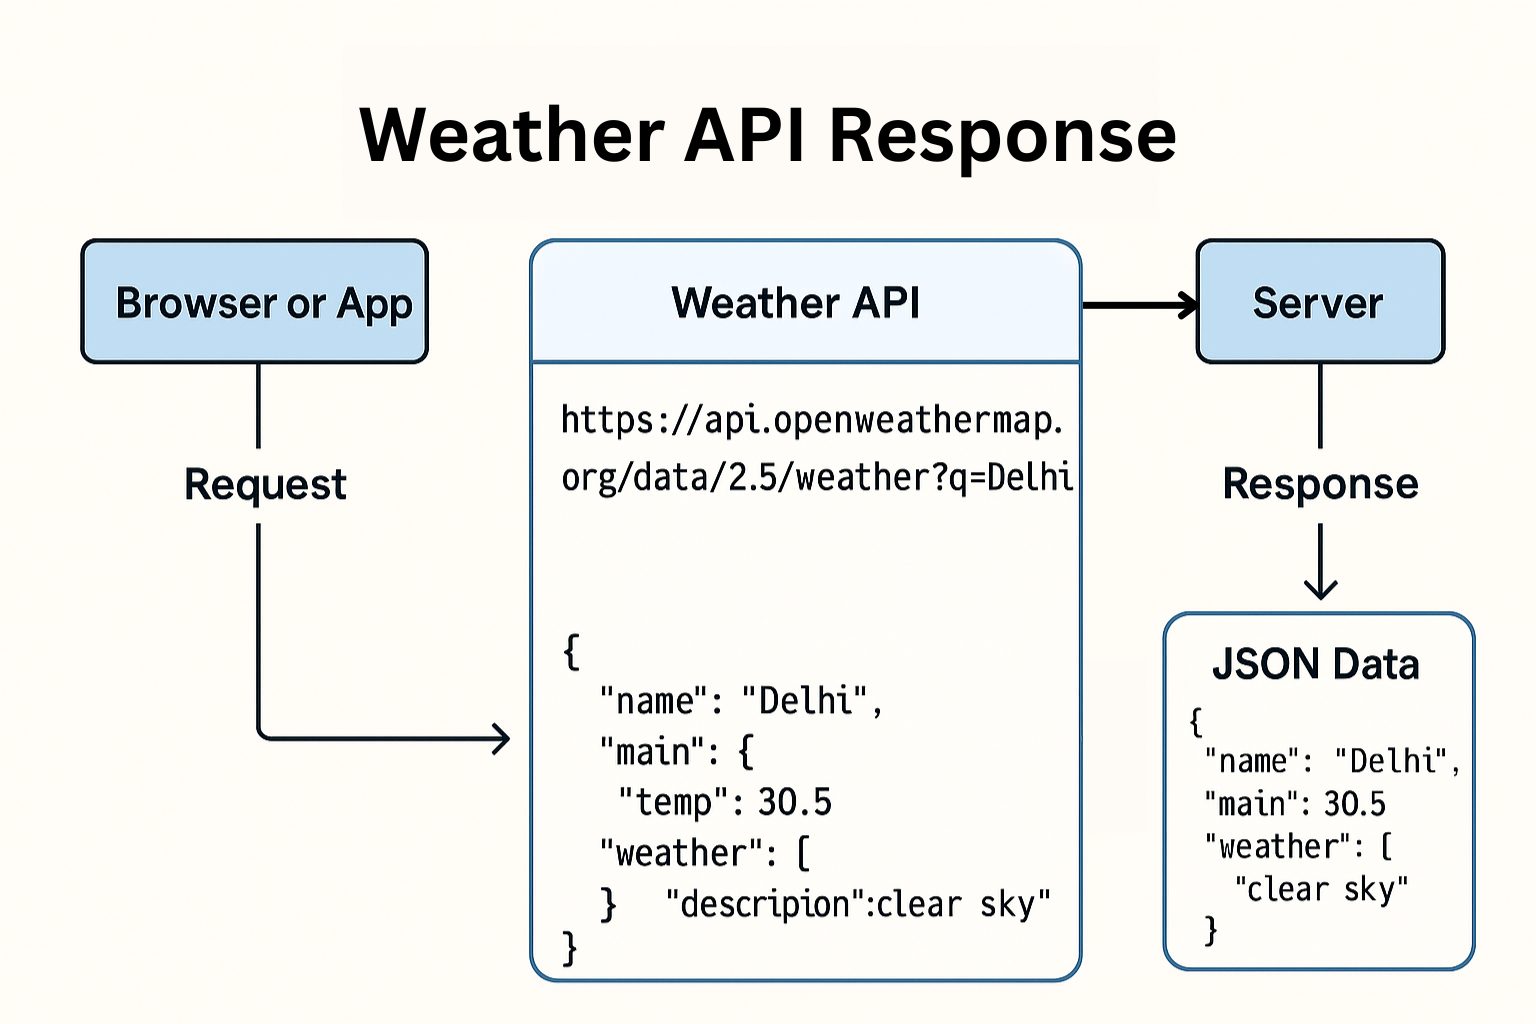 Weather API Response
Browser or App
Request
Weather API
https://api.openweathermap.
org/data/2.5/weather?q=Delhi
{
"name": "Delhi",
"main": {
"temp": 30.5
"weather": [
} "descripion":clear sky"
}
Server
Response
JSON Data
{
"name": "Delhi",
"main": 30.5
"weather": [
"clear sky"
}